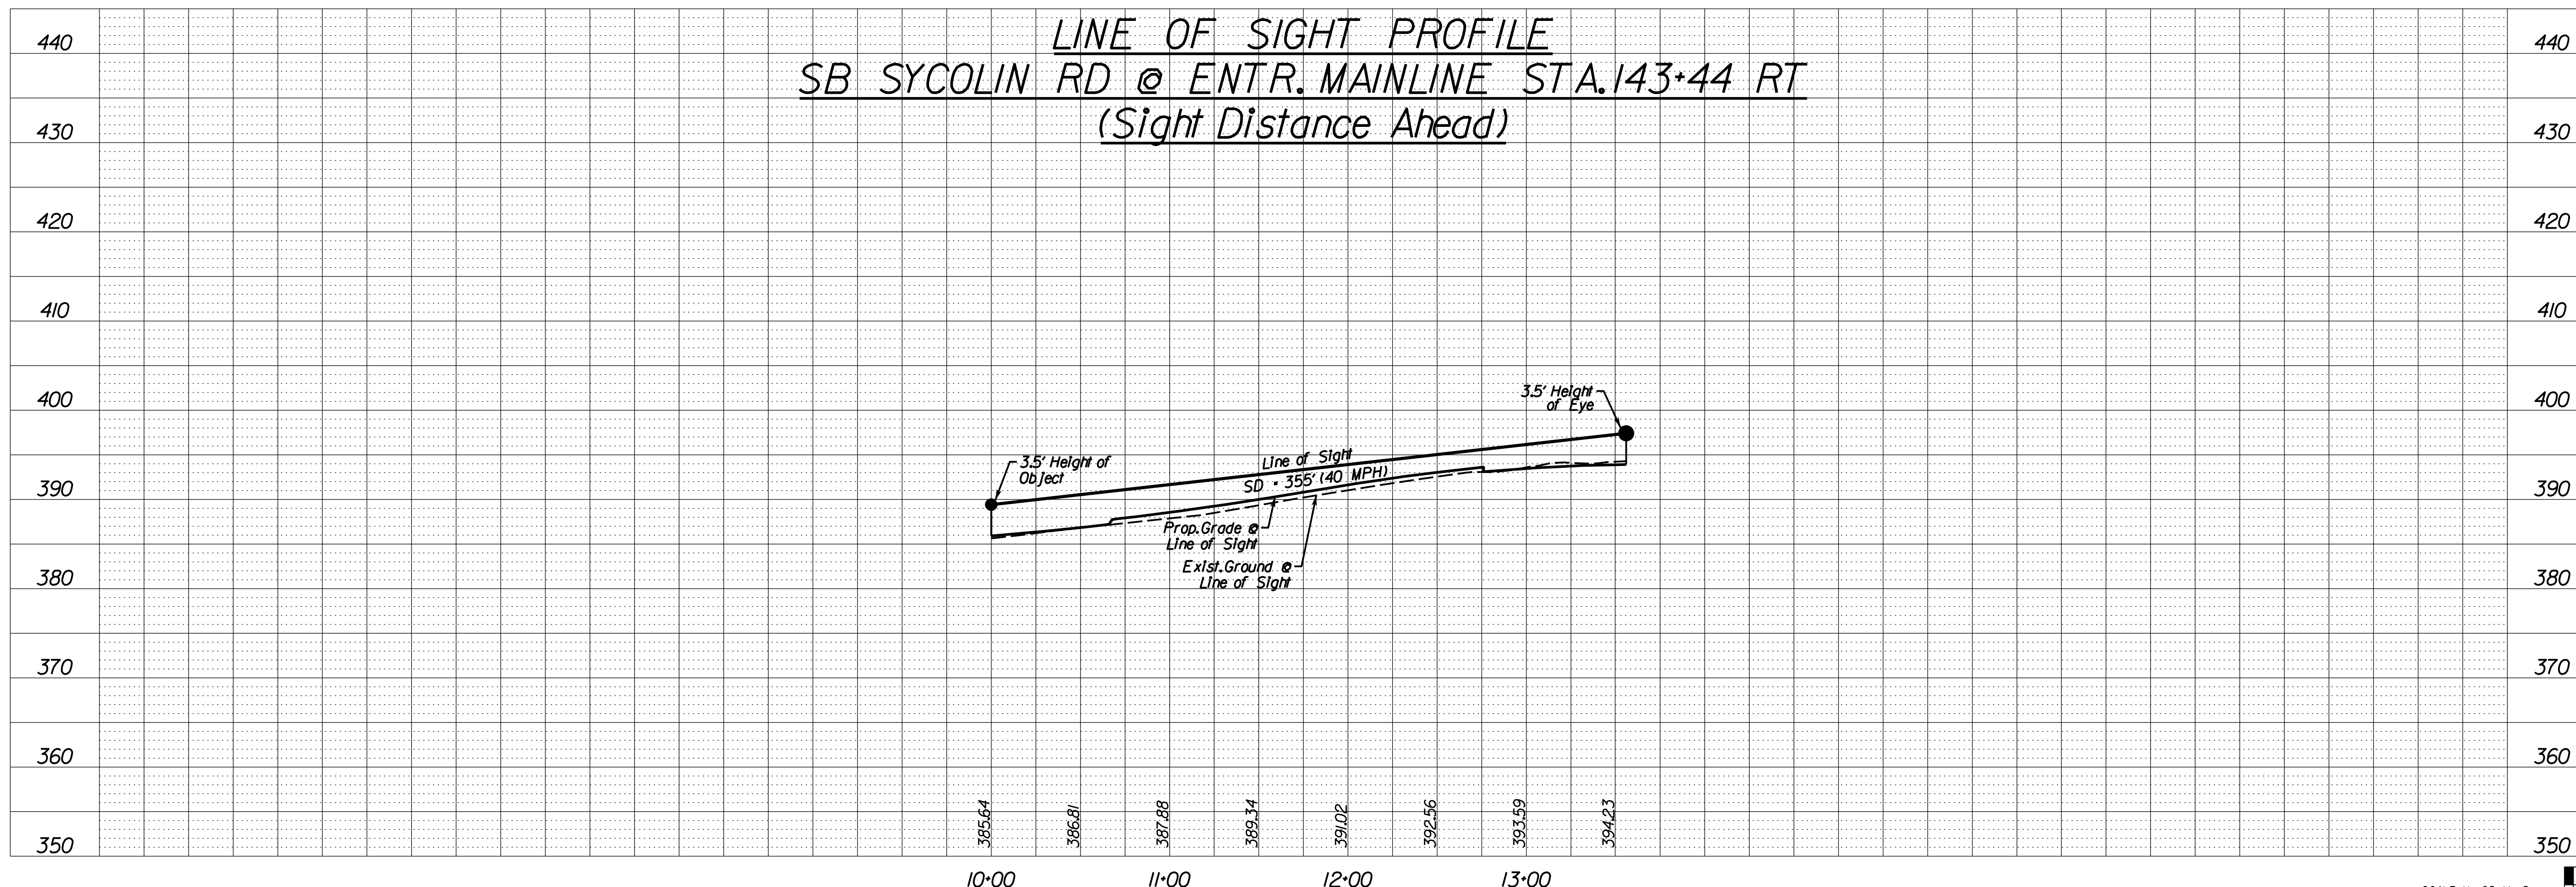 LINE OF SIGHT PROFILE
SB SYCOLIN RD @ ENTR. MAINLINE STA. 143+44 RT
(Sight Distance Ahead)
440 440
430 430
420 420
410 410
400 400
390 390
380 380
370 370
360 360
350 350
3.5' Height
of Eye
3.5' Height of
Object
Line of Sight
SD = 355' (40 MPH)
Prop. Grade @
Line of Sight
Exist. Ground @
Line of Sight
385.64 386.81 387.88 389.34 391.02 392.56 393.59 394.23
10+00 11+00 12+00 13+00